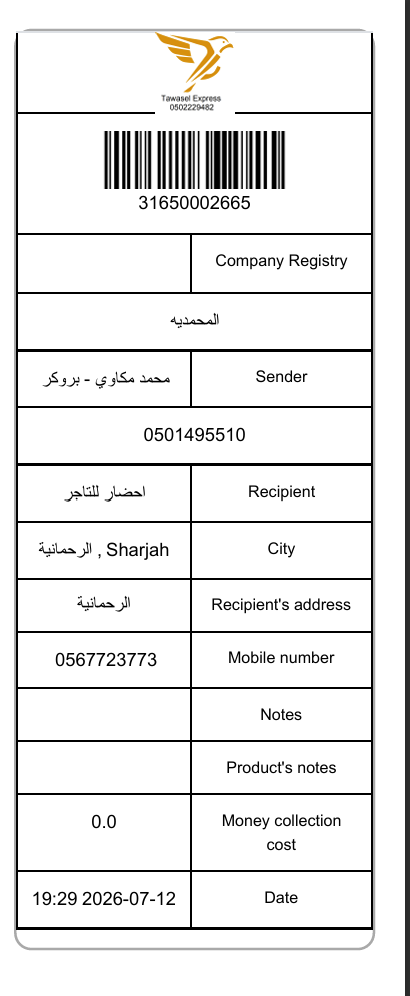 Tawasel Express
0502229482
31650002665
Company Registry
المحمديه
محمد مكاوي - بروكر
Sender
0501495510
احضار للتاجر
Recipient
الرحمانية , Sharjah
City
الرحمانية
Recipient's address
0567723773
Mobile number
Notes
Product's notes
0.0
Money collection
cost
19:29 2026-07-12
Date